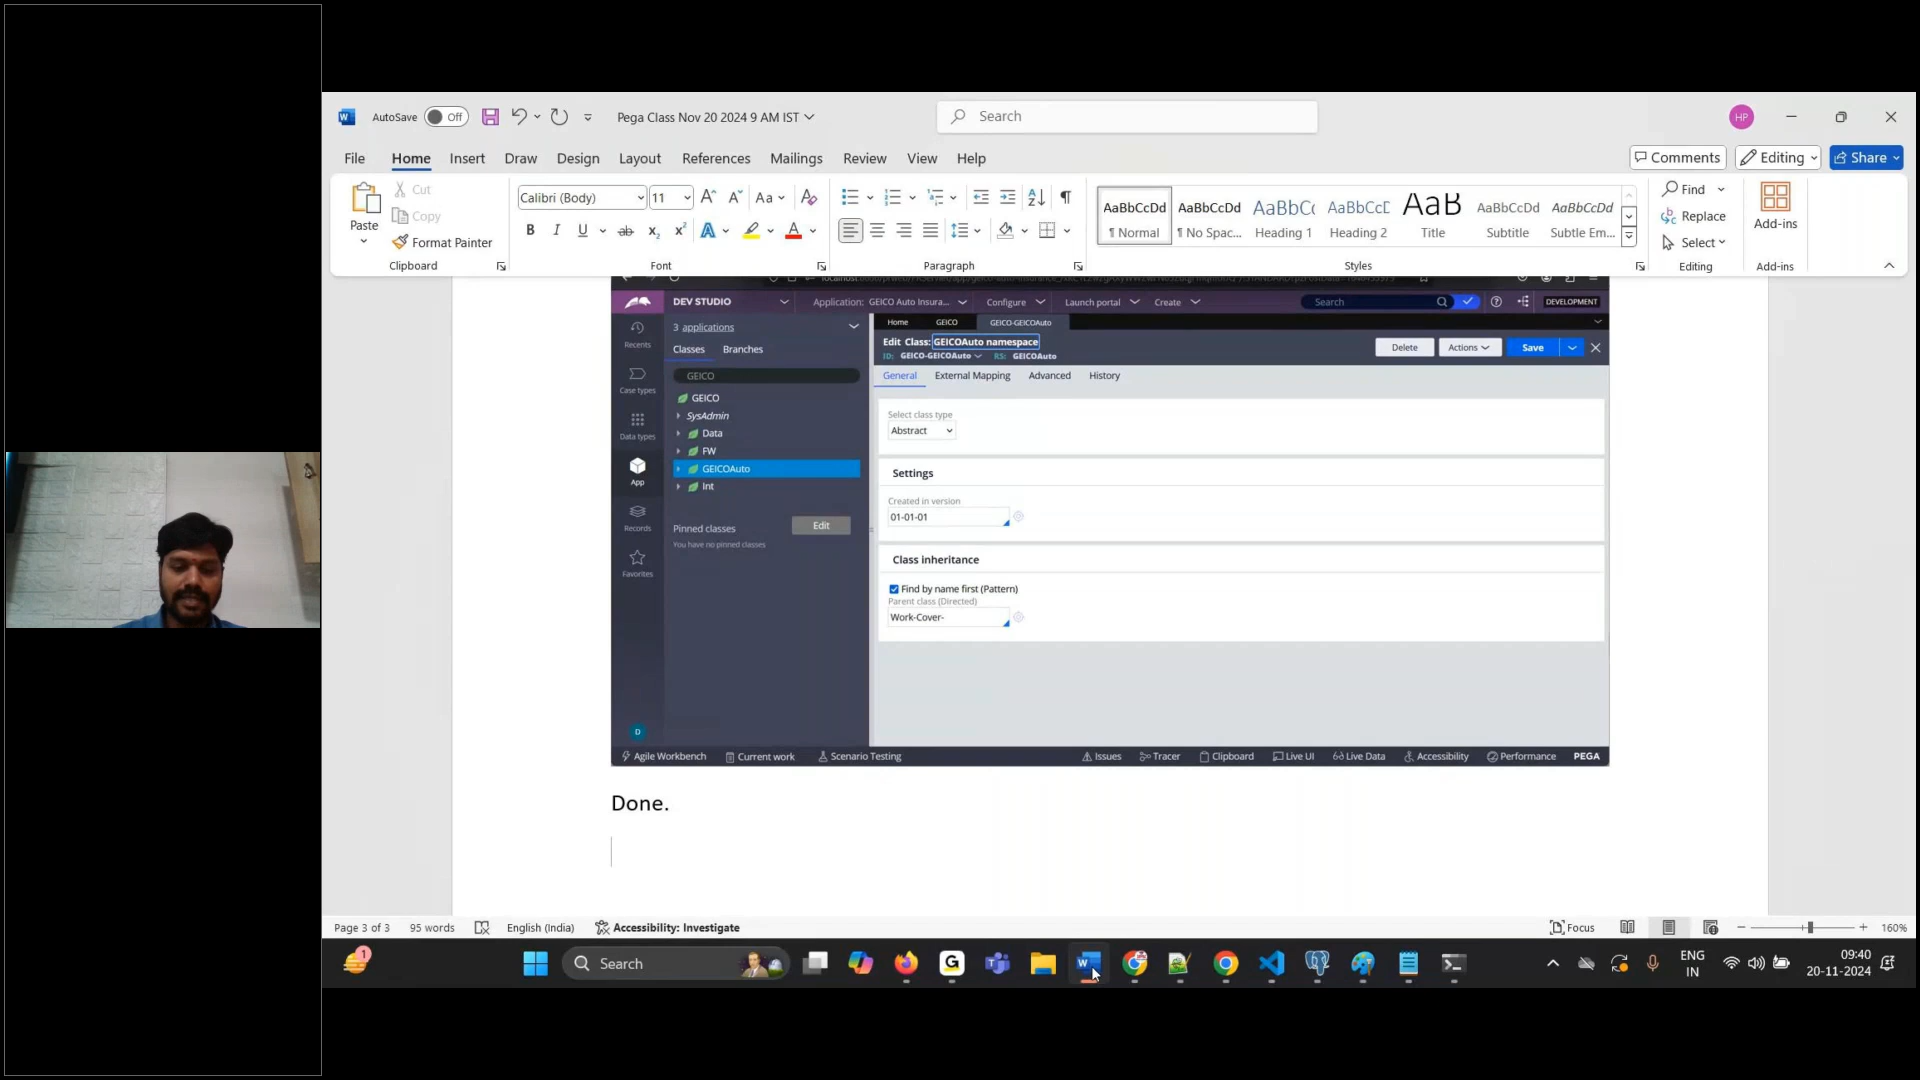 AutoSave Off
Pega Class Nov 20 2024 9 AM IST
Search
HP
File Home Insert Draw Design Layout References Mailings Review View Help
Comments Editing Share
Paste
Cut
Copy
Format Painter
Clipboard
Calibri (Body) 11
Aa
Font
Paragraph
AaBbCcDd AaBbCcDd AaBbC AaBbCcD AaB AaBbCcDd AaBbCcDd
¶ Normal ¶ No Spac... Heading 1 Heading 2 Title Subtitle Subtle Em...
Styles
Find
Replace
Select
Editing
Add-ins
Add-ins
DEV STUDIO
Application: GEICO Auto Insura...
Configure Launch portal Create
Search
DEVELOPMENT
Recents
Case types
Data types
App
Records
Favorites
D
3 applications
Classes Branches
GEICO
GEICO
SysAdmin
Data
FW
GEICOAuto
Int
Pinned classes
Edit
You have no pinned classes
Home GEICO GEICO-GEICOAuto
Edit Class: GEICOAuto namespace
ID: GEICO-GEICOAuto RS: GEICOAuto
Delete Actions Save
General External Mapping Advanced History
Select class type
Abstract
Settings
Created in version
01-01-01
Class inheritance
Find by name first (Pattern)
Parent class (Directed)
Work-Cover-
Agile Workbench Current work Scenario Testing
Issues Tracer Clipboard Live UI Live Data Accessibility Performance PEGA
Done.
Page 3 of 3 95 words English (India) Accessibility: Investigate
Focus 160%
1
Search
ENG
IN
09:40
20-11-2024